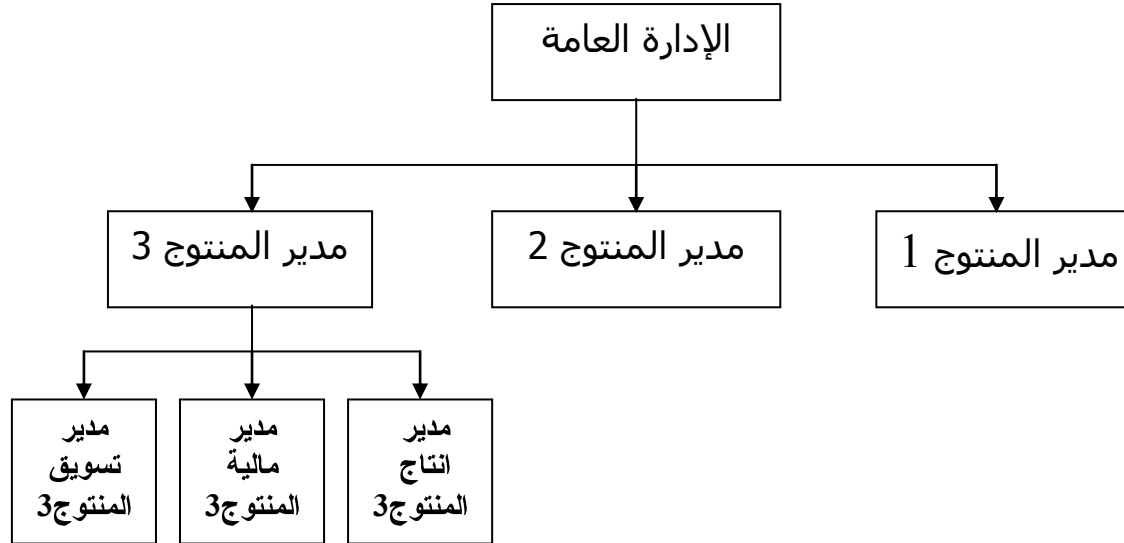 الإدارة العامة
مدير المنتوج 1
مدير المنتوج 2
مدير المنتوج 3
مدير
انتاج
المنتوج3
مدير
مالية
المنتوج3
مدير
تسويق
المنتوج3